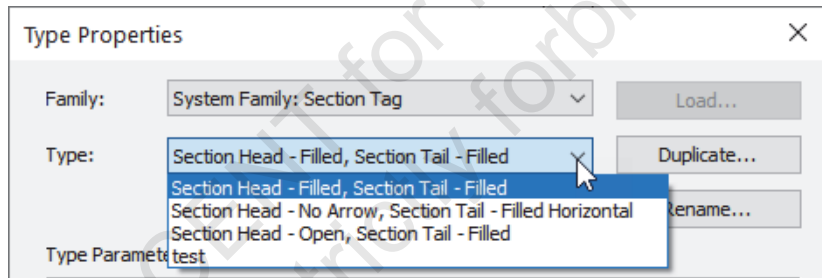 Type Properties
Family:
System Family: Section Tag
Load...
Type:
Section Head - Filled, Section Tail - Filled
Duplicate...
Section Head - Filled, Section Tail - Filled
Section Head - No Arrow, Section Tail - Filled Horizontal
Rename...
Section Head - Open, Section Tail - Filled
Type Paramete
test